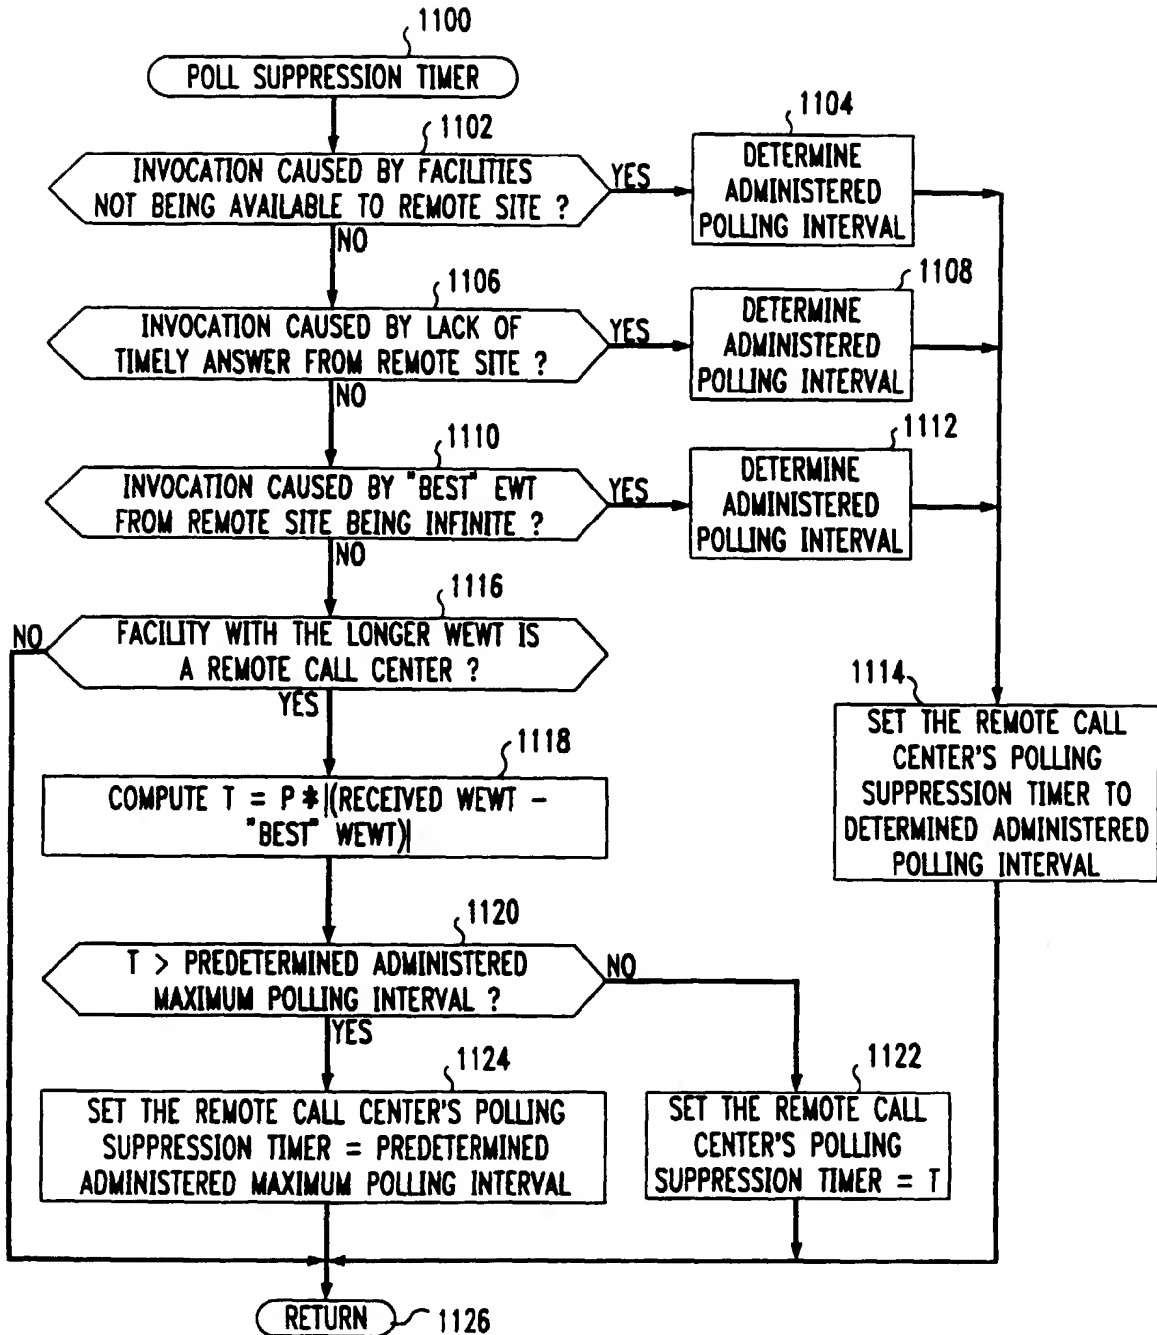 1100
POLL SUPPRESSION TIMER
1102
INVOCATION CAUSED BY FACILITIES
NOT BEING AVAILABLE TO REMOTE SITE ?
YES
NO
1104
DETERMINE
ADMINISTERED
POLLING INTERVAL
1106
INVOCATION CAUSED BY LACK OF
TIMELY ANSWER FROM REMOTE SITE ?
YES
NO
1108
DETERMINE
ADMINISTERED
POLLING INTERVAL
1110
INVOCATION CAUSED BY "BEST" EWT
FROM REMOTE SITE BEING INFINITE ?
YES
NO
1112
DETERMINE
ADMINISTERED
POLLING INTERVAL
1116
FACILITY WITH THE LONGER WEWT IS
A REMOTE CALL CENTER ?
NO
YES
1114
SET THE REMOTE CALL
CENTER'S POLLING
SUPPRESSION TIMER TO
DETERMINED ADMINISTERED
POLLING INTERVAL
1118
COMPUTE T = P *|(RECEIVED WEWT -
"BEST" WEWT)|
1120
T > PREDETERMINED ADMINISTERED
MAXIMUM POLLING INTERVAL ?
NO
YES
1124
SET THE REMOTE CALL CENTER'S POLLING
SUPPRESSION TIMER = PREDETERMINED
ADMINISTERED MAXIMUM POLLING INTERVAL
1122
SET THE REMOTE CALL
CENTER'S POLLING
SUPPRESSION TIMER = T
RETURN
1126